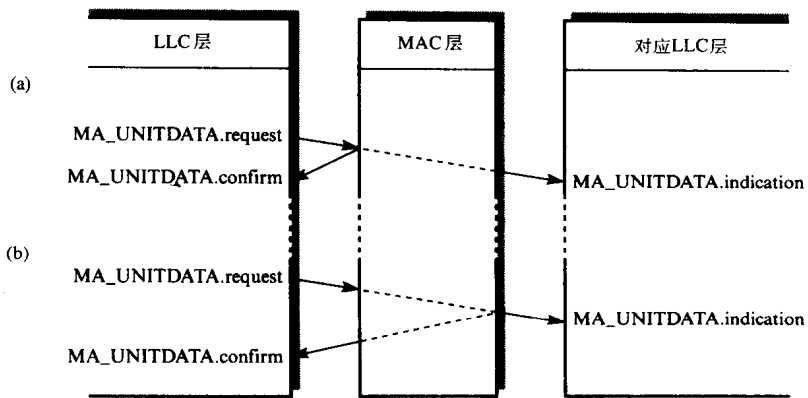 LLC层
MAC层
对应LLC层
(a)
MA_UNITDATA.request
MA_UNITDATA.confirm
MA_UNITDATA.indication
(b)
MA_UNITDATA.request
MA_UNITDATA.indication
MA_UNITDATA.confirm